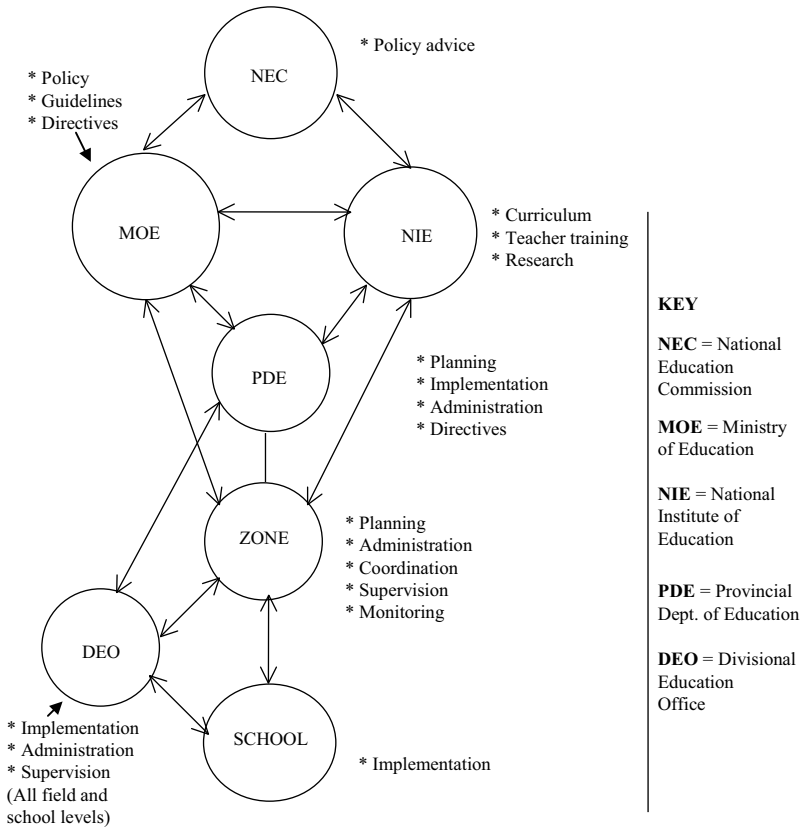 NEC
* Policy advice
* Policy
* Guidelines
* Directives
MOE
NIE
* Curriculum
* Teacher training
* Research
PDE
* Planning
* Implementation
* Administration
* Directives
ZONE
* Planning
* Administration
* Coordination
* Supervision
* Monitoring
DEO
* Implementation
* Administration
* Supervision
(All field and
school levels)
SCHOOL
* Implementation
KEY
NEC = National
Education
Commission
MOE = Ministry
of Education
NIE = National
Institute of
Education
PDE = Provincial
Dept. of Education
DEO = Divisional
Education
Office